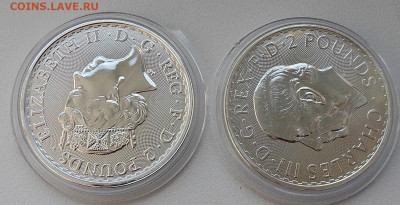 COINS.LAVE.RU
ELIZABETH II · D · G · REG · F · D · 2 POUNDS
CHARLES III · D · G · REX · F · D · 2 POUNDS